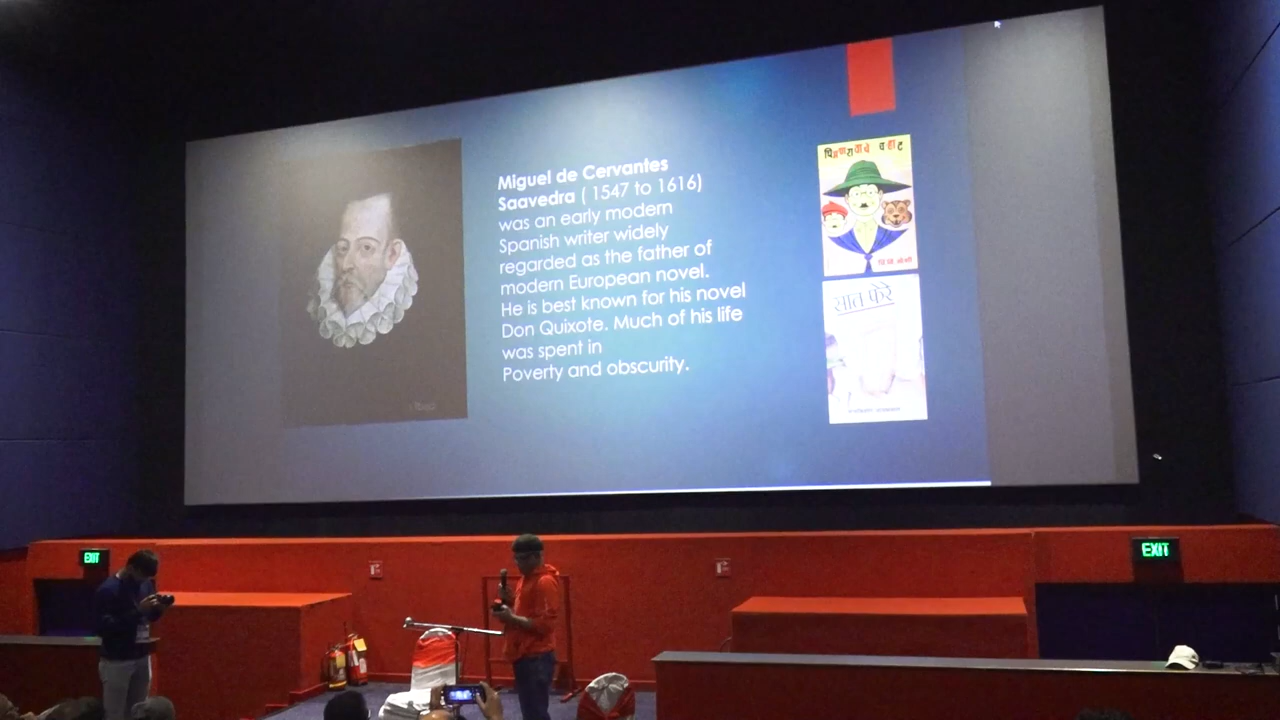 Miguel de Cervantes
Saavedra ( 1547 to 1616)
was an early modern
Spanish writer widely
regarded as the father of
modern European novel.
He is best known for his novel
Don Quixote. Much of his life
was spent in
Poverty and obscurity.
सात फेरे
EXIT
EXIT